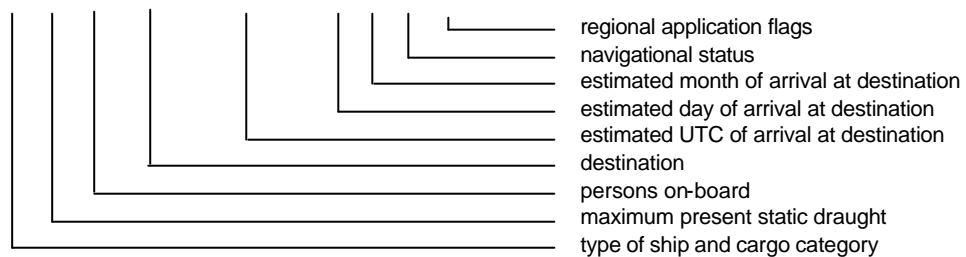 regional application flags
navigational status
estimated month of arrival at destination
estimated day of arrival at destination
estimated UTC of arrival at destination
destination
persons on-board
maximum present static draught
type of ship and cargo category